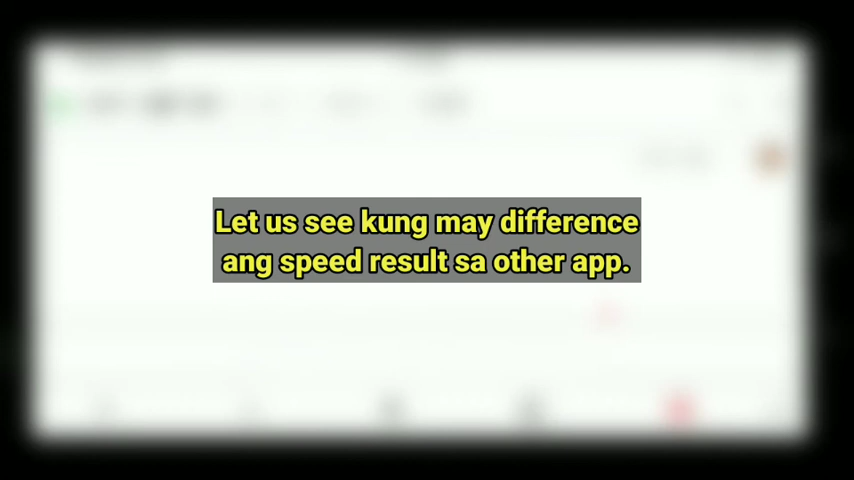 Let us see kung may difference
ang speed result sa other app.